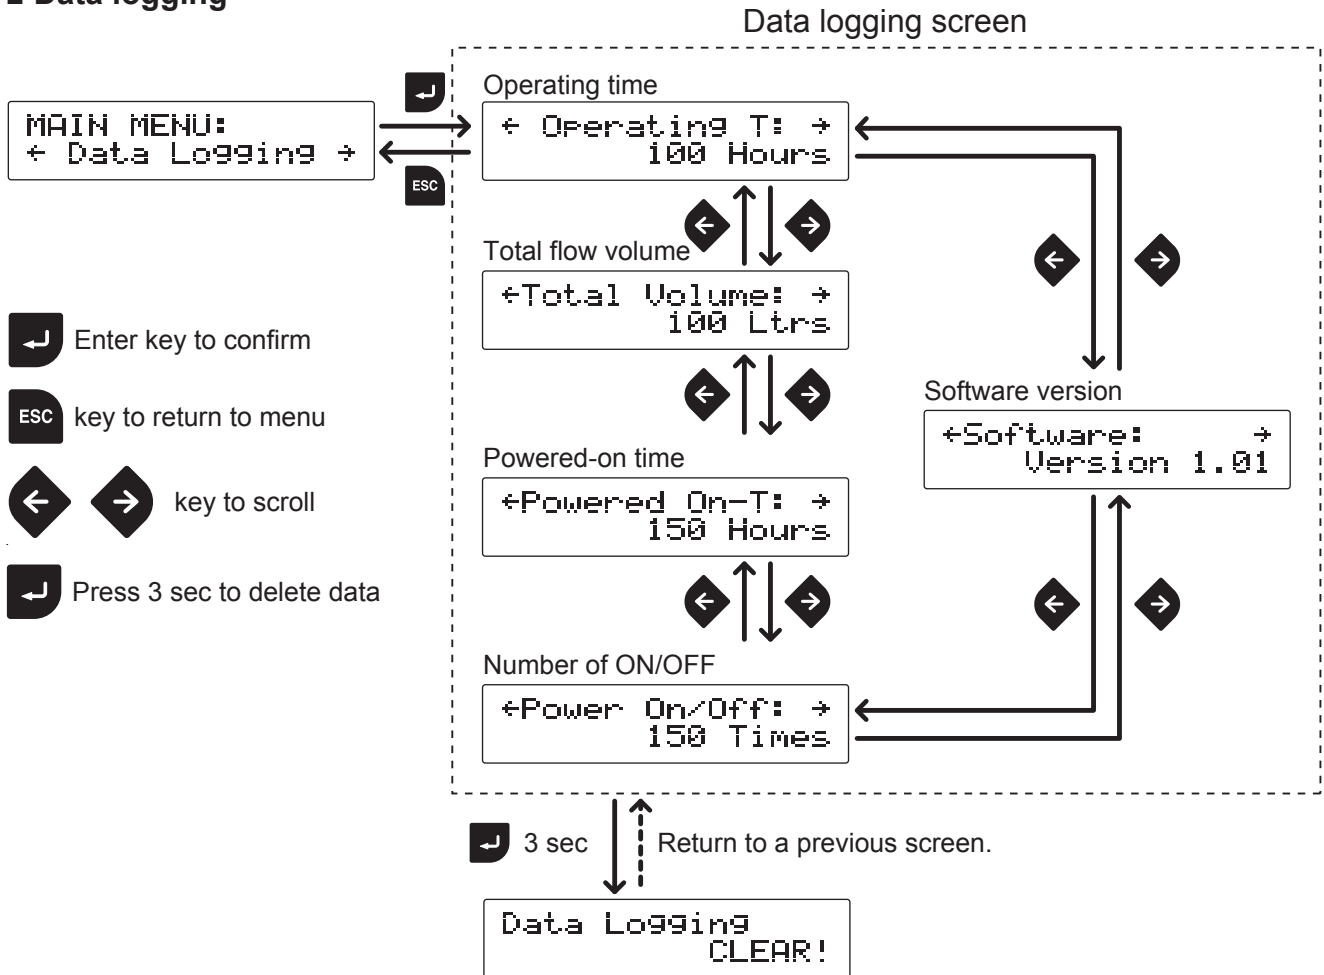 2 Data logging
Data logging screen
Operating time
MAIN MENU:
← Data Logging →
← Operating T: →
100 Hours
ESC
Total flow volume
←Total Volume: →
100 Ltrs
Enter key to confirm
ESC key to return to menu
Software version
←Software: →
Version 1.01
Powered-on time
←Powered On-T: →
150 Hours
← → key to scroll
Press 3 sec to delete data
Number of ON/OFF
←Power On/Off: →
150 Times
3 sec
Return to a previous screen.
Data Logging
CLEAR!